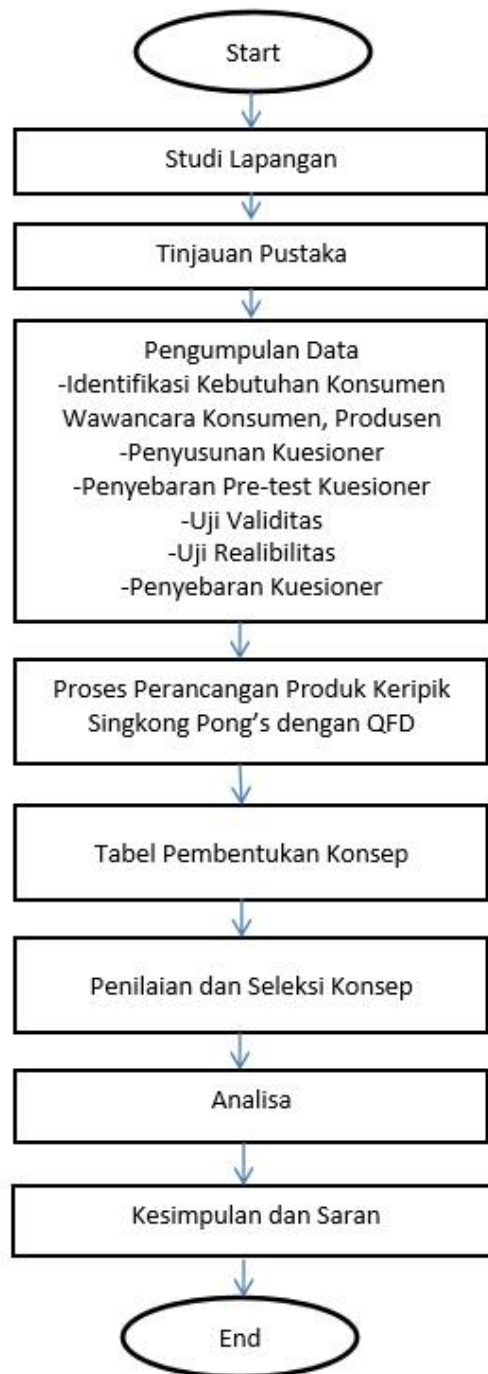 Start
Studi Lapangan
Tinjauan Pustaka
Pengumpulan Data
-Identifikasi Kebutuhan Konsumen
Wawancara Konsumen, Produsen
-Penyusunan Kuesioner
-Penyebaran Pre-test Kuesioner
-Uji Validitas
-Uji Realibilitas
-Penyebaran Kuesioner
Proses Perancangan Produk Keripik
Singkong Pong’s dengan QFD
Tabel Pembentukan Konsep
Penilaian dan Seleksi Konsep
Analisa
Kesimpulan dan Saran
End